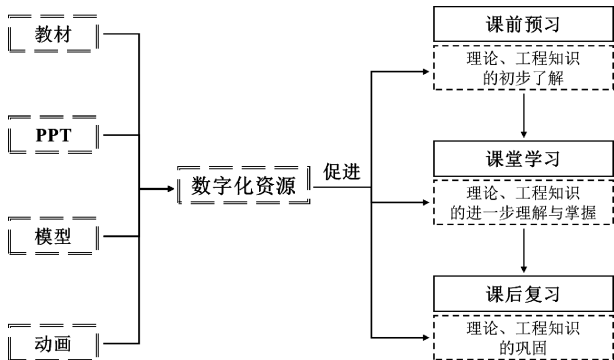 教材
PPT
模型
动画
数字化资源
促进
课前预习
理论、工程知识
的初步了解
课堂学习
理论、工程知识
的进一步理解与掌握
课后复习
理论、工程知识
的巩固